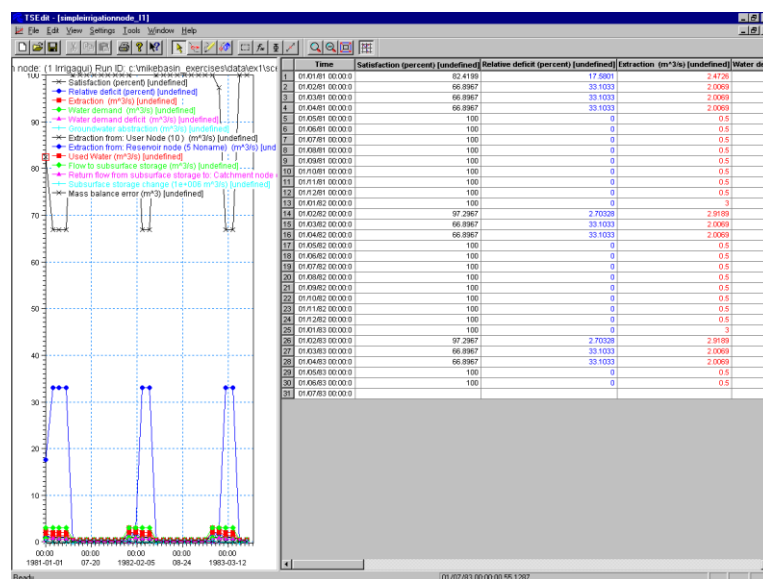 TSEdit - [simpleirrigationnode_I1]
File Edit View Settings Tools Window Help
n node: (1 Irrigagui) Run ID: c:\mikebasin_exercises\data\ex1\sce
Satisfaction (percent) [undefined]
Relative deficit (percent) [undefined]
Extraction (m^3/s) [undefined]
Water demand (m^3/s) [undefined]
Water demand deficit (m^3/s) [undefined]
Groundwater abstraction (m^3/s) [undefined]
Extraction from: User Node (10 ) (m^3/s) [undefined]
Extraction from: Reservoir node (5 Noname) (m^3/s) [und
Used Water (m^3/s) [undefined]
Flow to subsurface storage (m^3/s) [undefined]
Return flow from subsurface storage to: Catchment node
Subsurface storage change (1e+006 m^3/s) [undefined]
Mass balance error (m^3) [undefined]
100
90
80
70
60
50
40
30
20
10
0
00:00 00:00 00:00 00:00 00:00
1981-01-01 07-20 1982-02-05 08-24 1983-03-12
Time Satisfaction (percent) [undefined] Relative deficit (percent) [undefined] Extraction (m^3/s) [undefined] Water de
1 01/01/81 00:00:0 82.4199 17.5801 2.4726
2 01/02/81 00:00:0 66.8967 33.1033 2.0069
3 01/03/81 00:00:0 66.8967 33.1033 2.0069
4 01/04/81 00:00:0 66.8967 33.1033 2.0069
5 01/05/81 00:00:0 100 0 0.5
6 01/06/81 00:00:0 100 0 0.5
7 01/07/81 00:00:0 100 0 0.5
8 01/08/81 00:00:0 100 0 0.5
9 01/09/81 00:00:0 100 0 0.5
10 01/10/81 00:00:0 100 0 0.5
11 01/11/81 00:00:0 100 0 0.5
12 01/12/81 00:00:0 100 0 0.5
13 01/01/82 00:00:0 100 0 3
14 01/02/82 00:00:0 97.2967 2.70328 2.9189
15 01/03/82 00:00:0 66.8967 33.1033 2.0069
16 01/04/82 00:00:0 66.8967 33.1033 2.0069
17 01/05/82 00:00:0 100 0 0.5
18 01/06/82 00:00:0 100 0 0.5
19 01/07/82 00:00:0 100 0 0.5
20 01/08/82 00:00:0 100 0 0.5
21 01/09/82 00:00:0 100 0 0.5
22 01/10/82 00:00:0 100 0 0.5
23 01/11/82 00:00:0 100 0 0.5
24 01/12/82 00:00:0 100 0 0.5
25 01/01/83 00:00:0 100 0 3
26 01/02/83 00:00:0 97.2967 2.70328 2.9189
27 01/03/83 00:00:0 66.8967 33.1033 2.0069
28 01/04/83 00:00:0 66.8967 33.1033 2.0069
29 01/05/83 00:00:0 100 0 0.5
30 01/06/83 00:00:0 100 0 0.5
31 01/07/83 00:00:0
Ready 01/07/83 00:00:00,55.1287